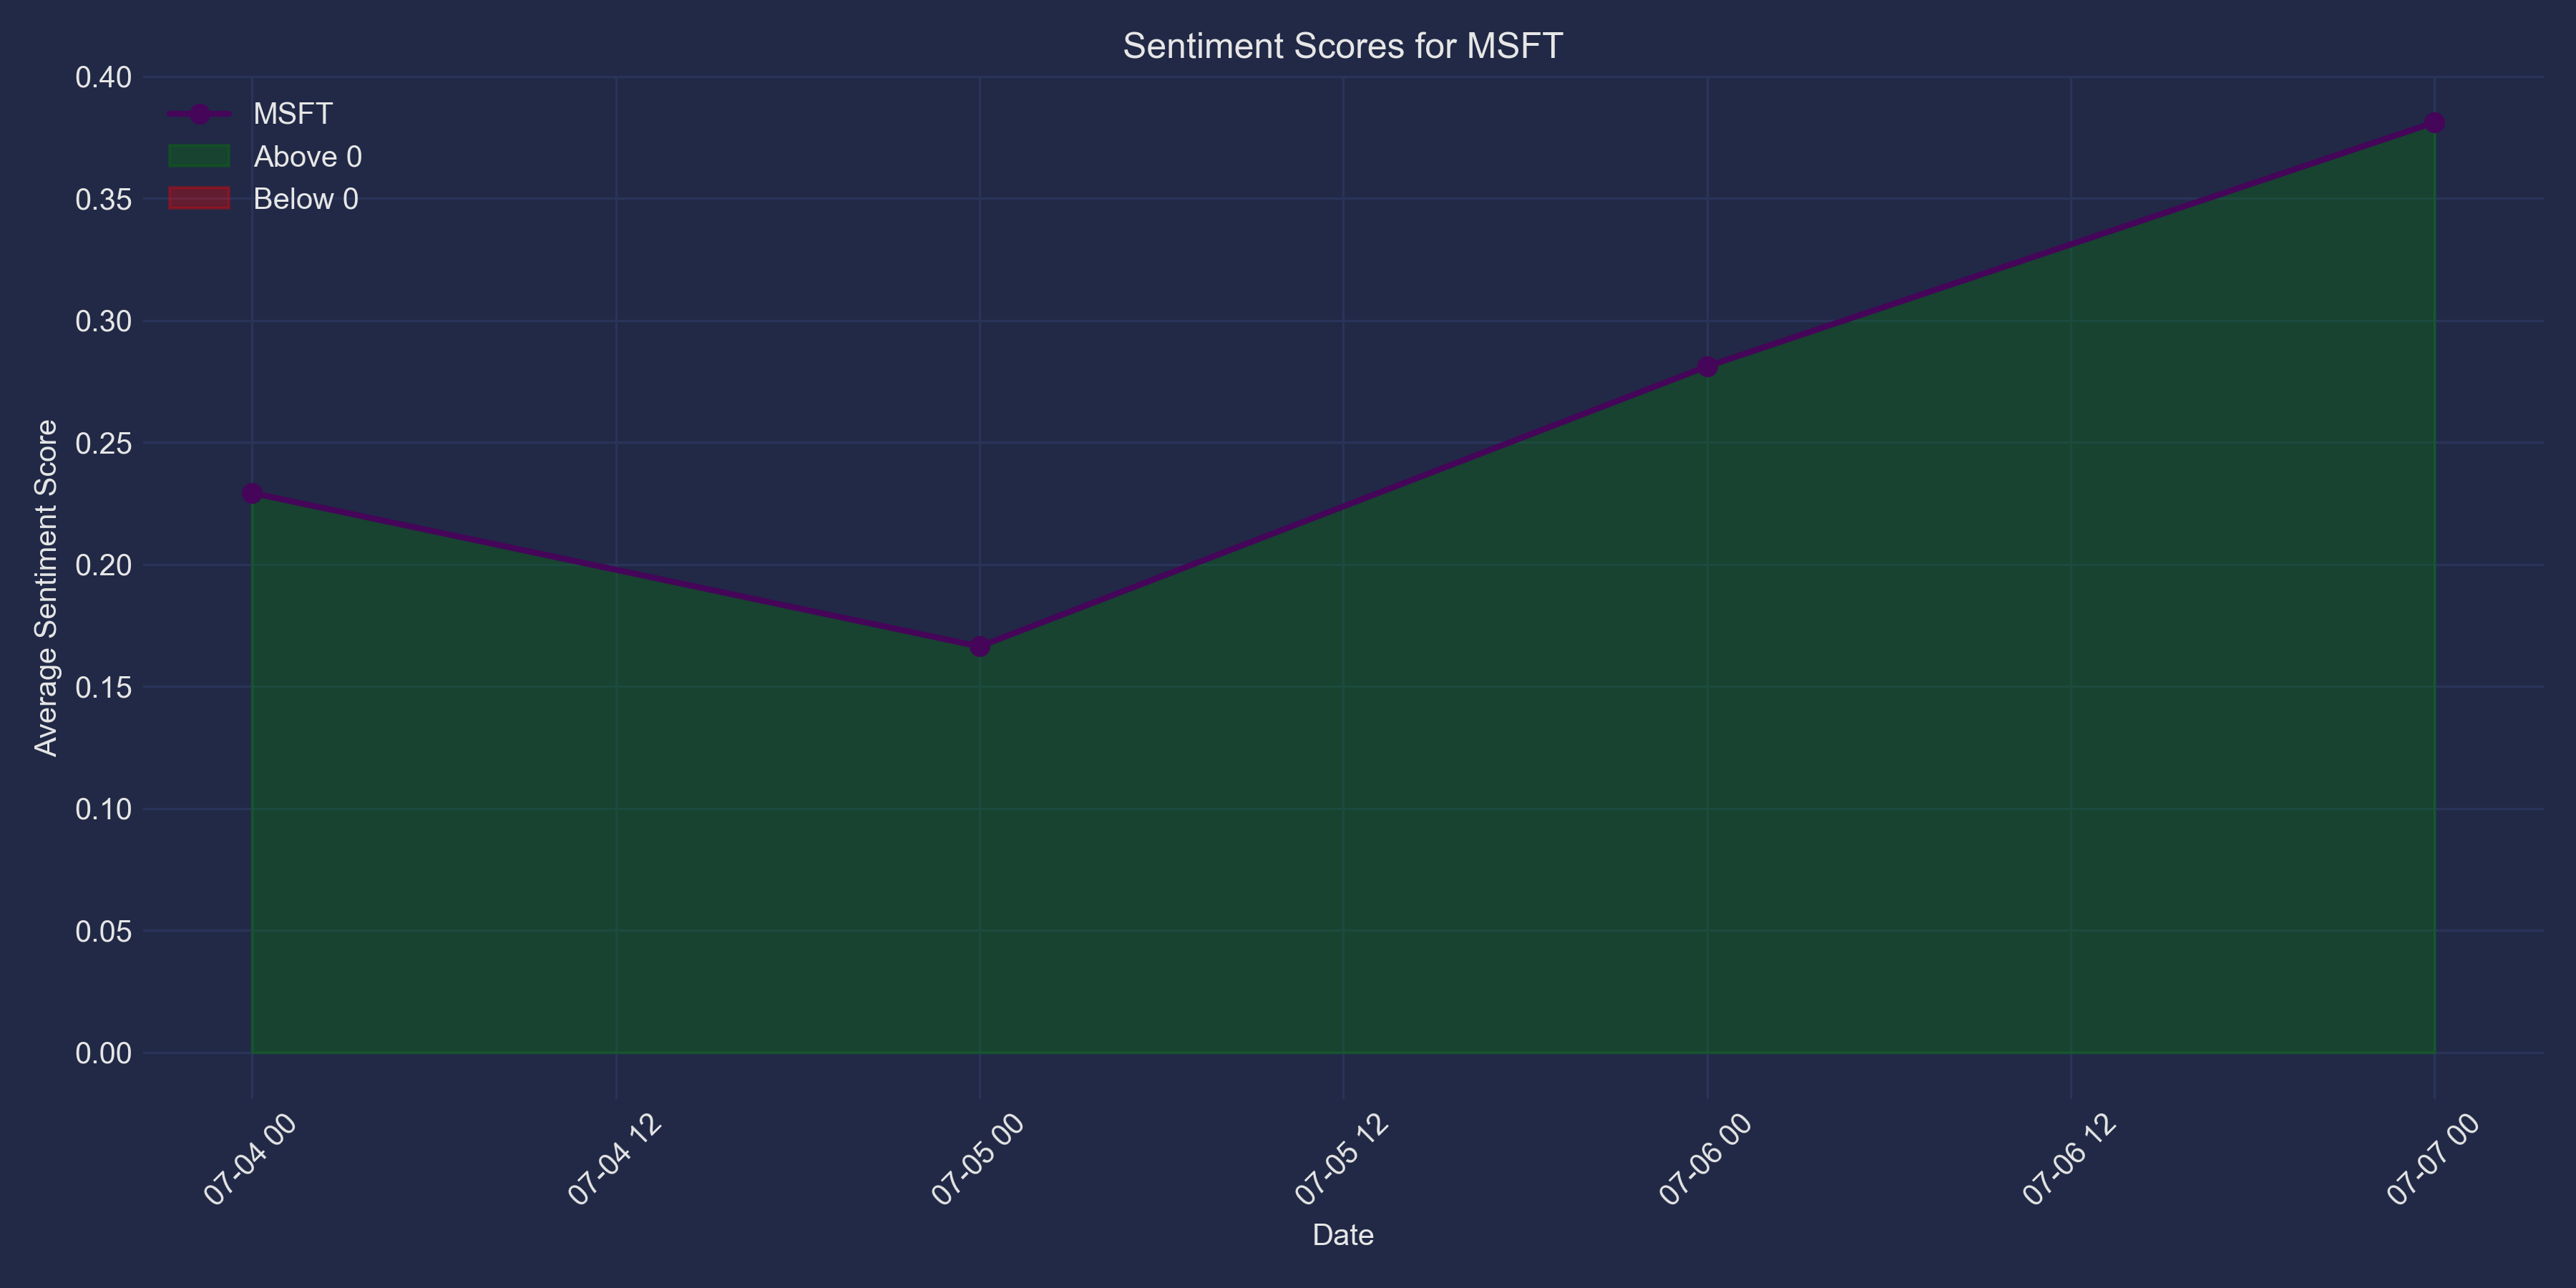 Sentiment Scores for MSFT
MSFT
Above 0
Below 0
Average Sentiment Score
0.40
0.35
0.30
0.25
0.20
0.15
0.10
0.05
0.00
07-04 00
07-04 12
07-05 00
07-05 12
07-06 00
07-06 12
07-07 00
Date